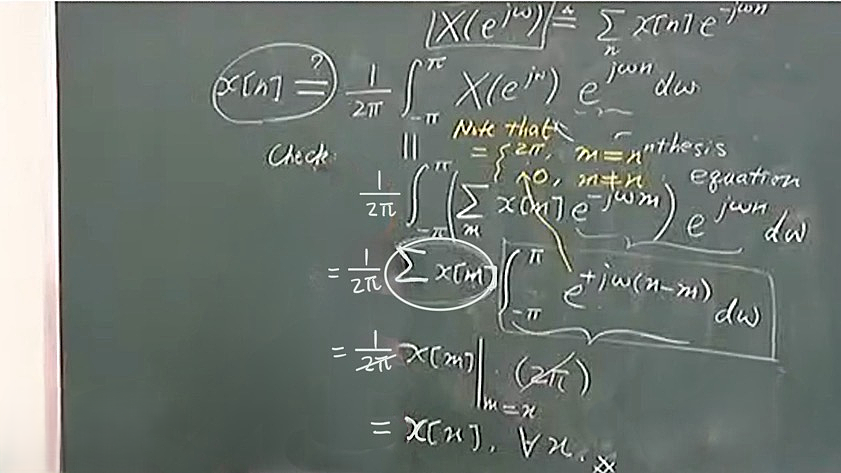 |X(e^{jω})| ≜ Σ_n x[n] e^{-jωn}
x[n] ≟ 1/2π ∫_{-π}^{π} X(e^{jω}) e^{jωn} dω
Note that
Check: || = { 2π, m=n nthesis
0, m≠n equation
1/2π ∫_{-π}^{π} (Σ_m x[m] e^{-jωm}) e^{jωn} dω
= 1/2π Σ x[m] ∫_{-π}^{π} e^{+jω(n-m)} dω
= 1/2π x[m] |_{m=n} · (2π)
= x[n], ∀n. ※